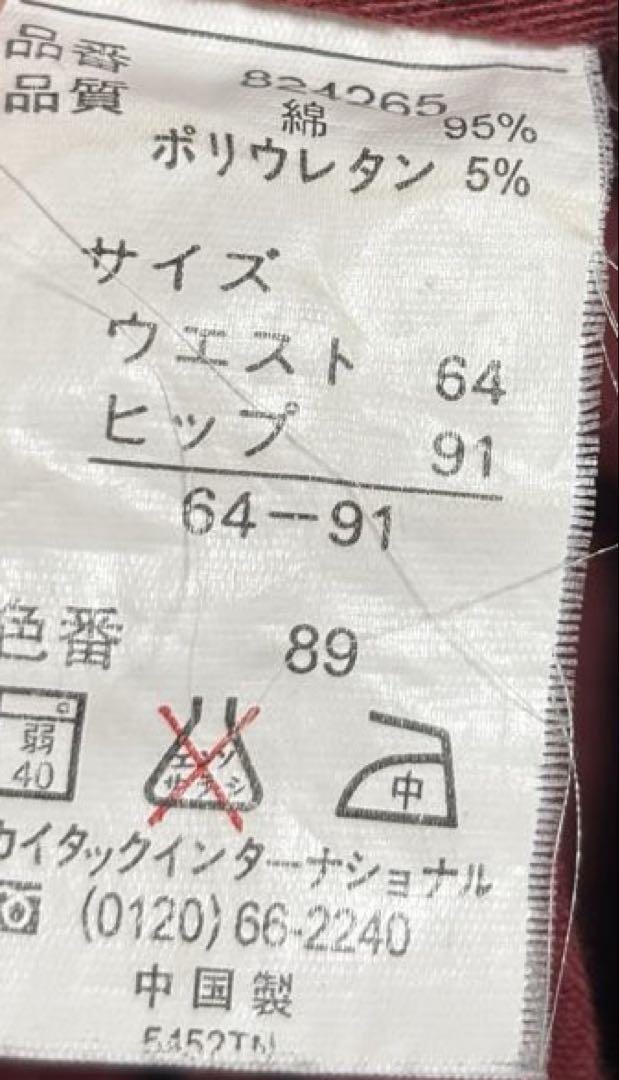 品番 824265
品質 綿 95%
ポリウレタン 5%
サイズ
ウエスト 64
ヒップ 91
64-91
色番 89
弱
40
エンソ
サラシ
中
カイタックインターナショナル
(0120)66-2240
中国製